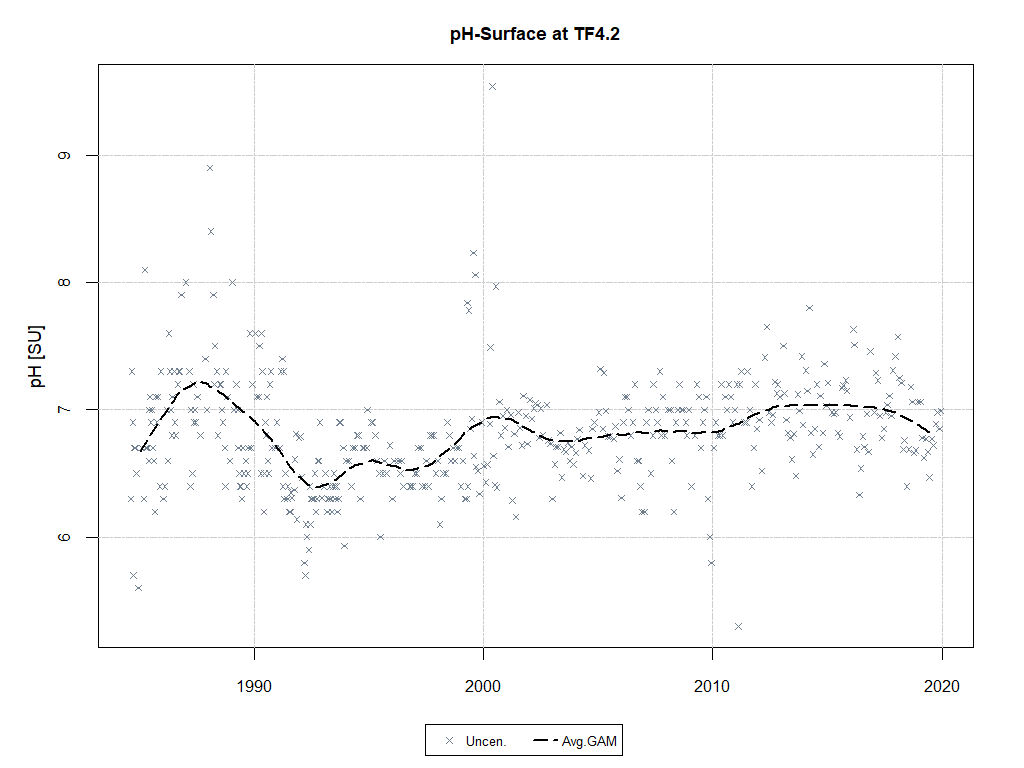 pH-Surface at TF4.2
pH [SU]
9
8
7
6
1990
2000
2010
2020
Uncen.
Avg.GAM